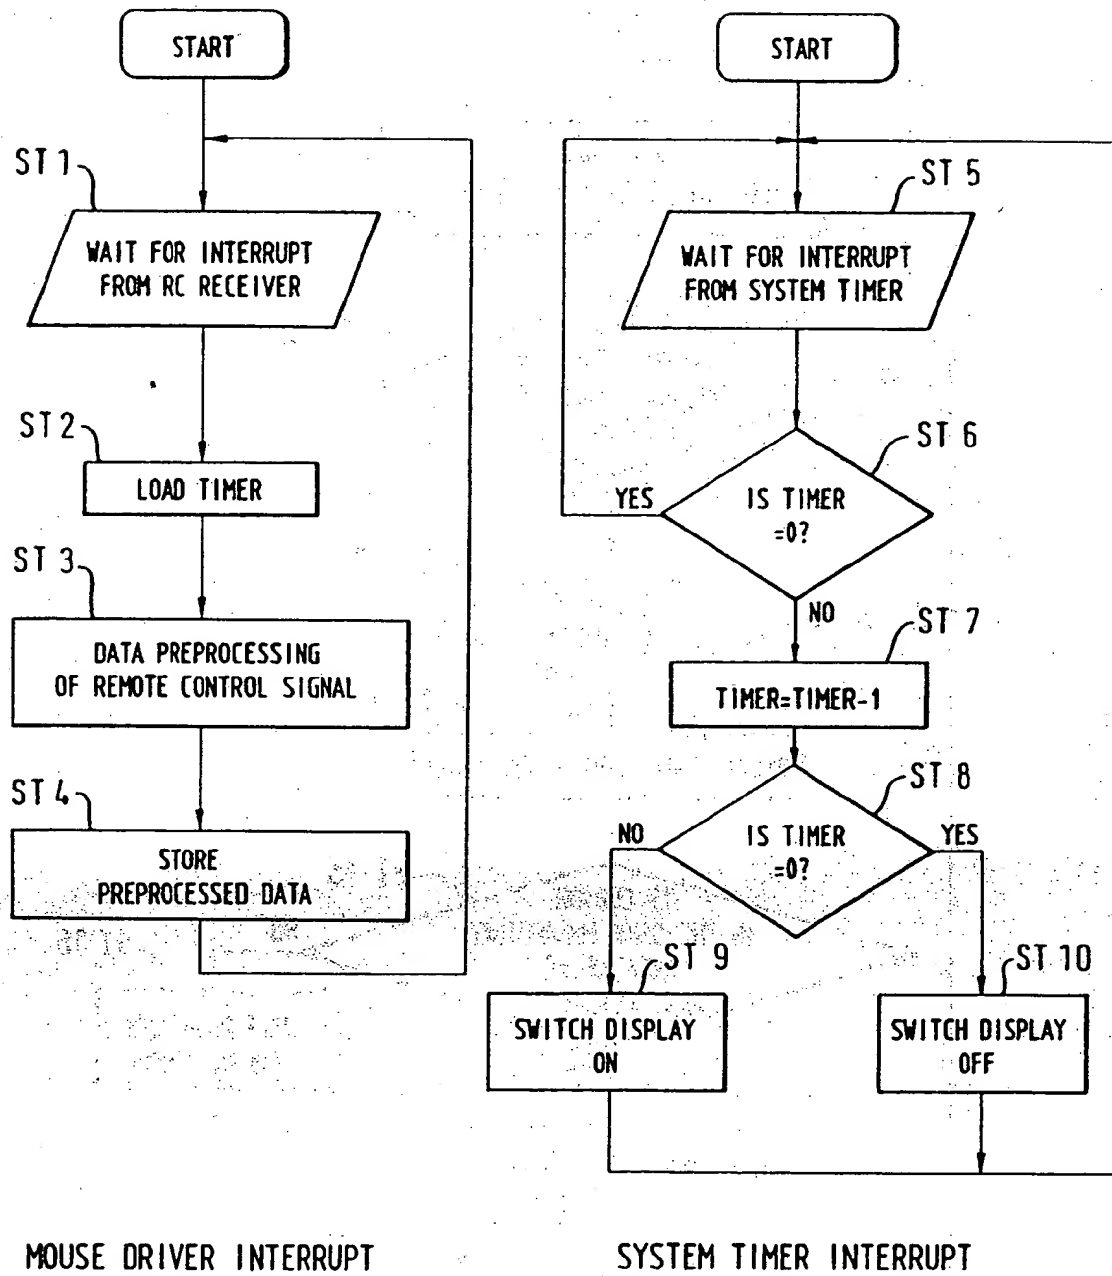 START
ST 1
WAIT FOR INTERRUPT
FROM RC RECEIVER
ST 2
LOAD TIMER
ST 3
DATA PREPROCESSING
OF REMOTE CONTROL SIGNAL
ST 4
STORE
PREPROCESSED DATA
MOUSE DRIVER INTERRUPT
START
ST 5
WAIT FOR INTERRUPT
FROM SYSTEM TIMER
ST 6
IS TIMER
=0?
YES
NO
ST 7
TIMER=TIMER-1
ST 8
IS TIMER
=0?
NO
YES
ST 9
SWITCH DISPLAY
ON
ST 10
SWITCH DISPLAY
OFF
SYSTEM TIMER INTERRUPT